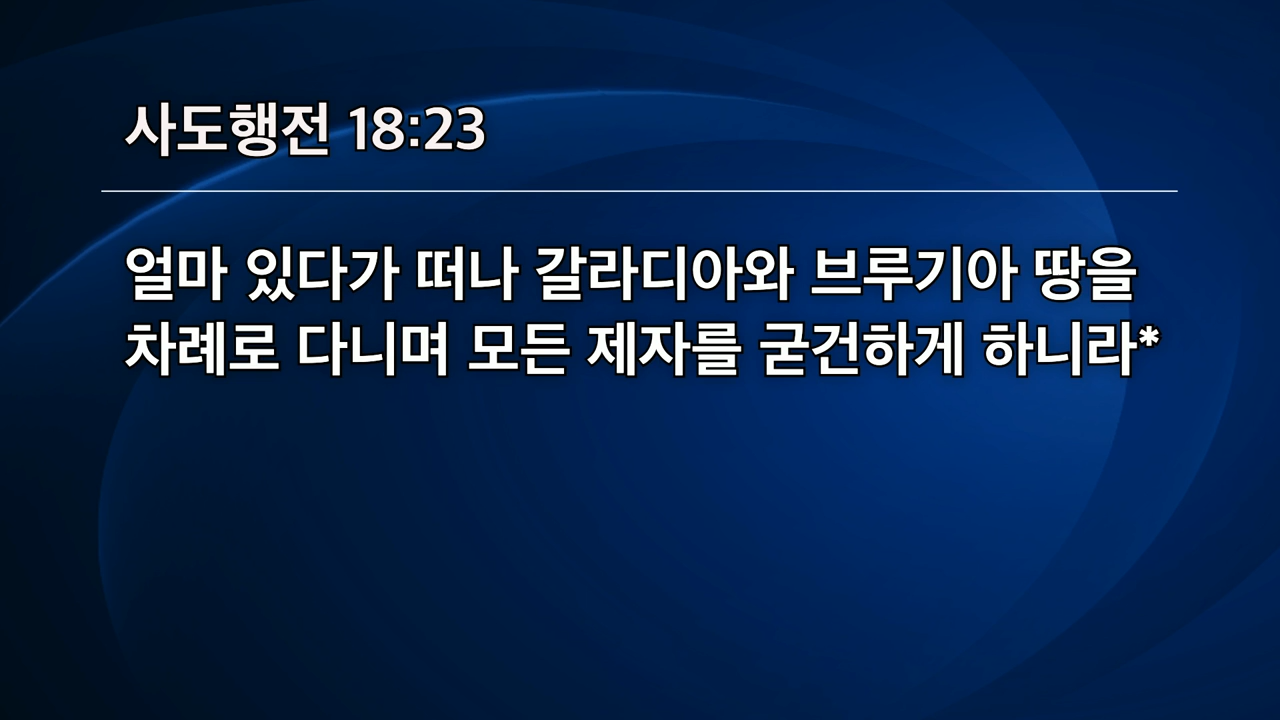 사도행전 18:23
얼마 있다가 떠나 갈라디아와 브루기아 땅을
차례로 다니며 모든 제자를 굳건하게 하니라*